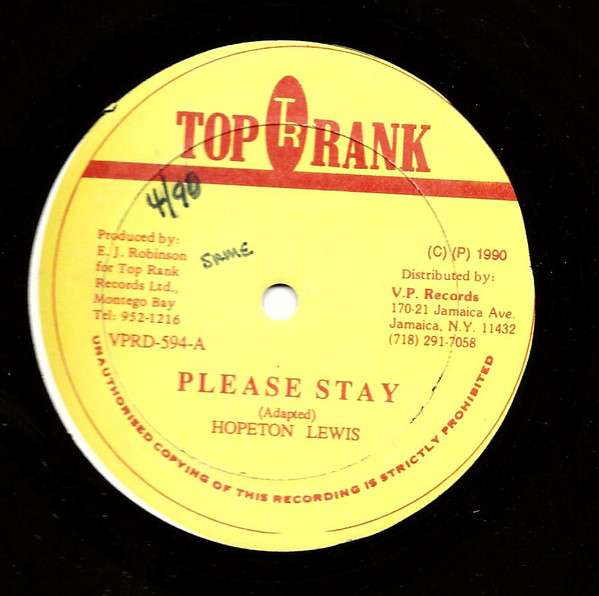 TOP TR RANK
4/90
Produced by:
E. J. Robinson
for Top Rank
Records Ltd.,
Montego Bay
Tel: 952-1216
VPRD-594-A
SAME
(C) (P) 1990
Distributed by:
V.P. Records
170-21 Jamaica Ave.
Jamaica, N.Y. 11432
(718) 291-7058
PLEASE STAY
(Adapted)
HOPETON LEWIS
UNAUTHORISED COPYING OF THIS RECORDING IS STRICTLY PROHIBITED